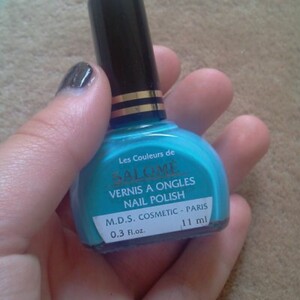 Les Couleurs de
SALOME
VERNIS A ONGLES
NAIL POLISH
M.D.S. COSMETIC - PARIS
0.3 Fl.oz. 11 ml